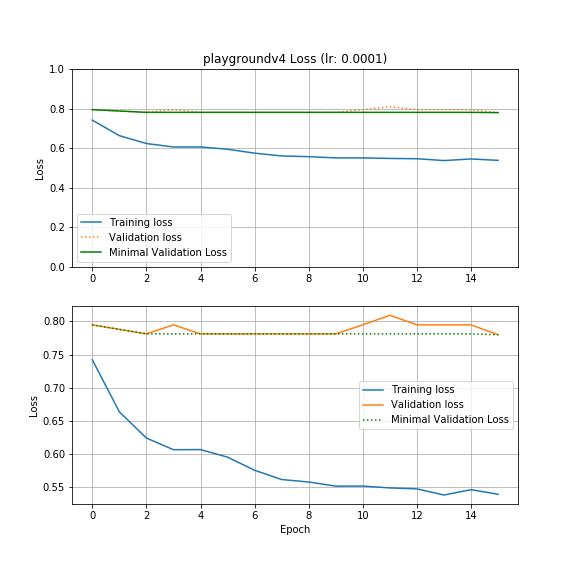 playgroundv4 Loss (lr: 0.0001)
1.0
0.8
0.6
0.4
0.2
0.0
Loss
Training loss
Validation loss
Minimal Validation Loss
0 2 4 6 8 10 12 14
0.80
0.75
0.70
0.65
0.60
0.55
Loss
Training loss
Validation loss
Minimal Validation Loss
0 2 4 6 8 10 12 14
Epoch